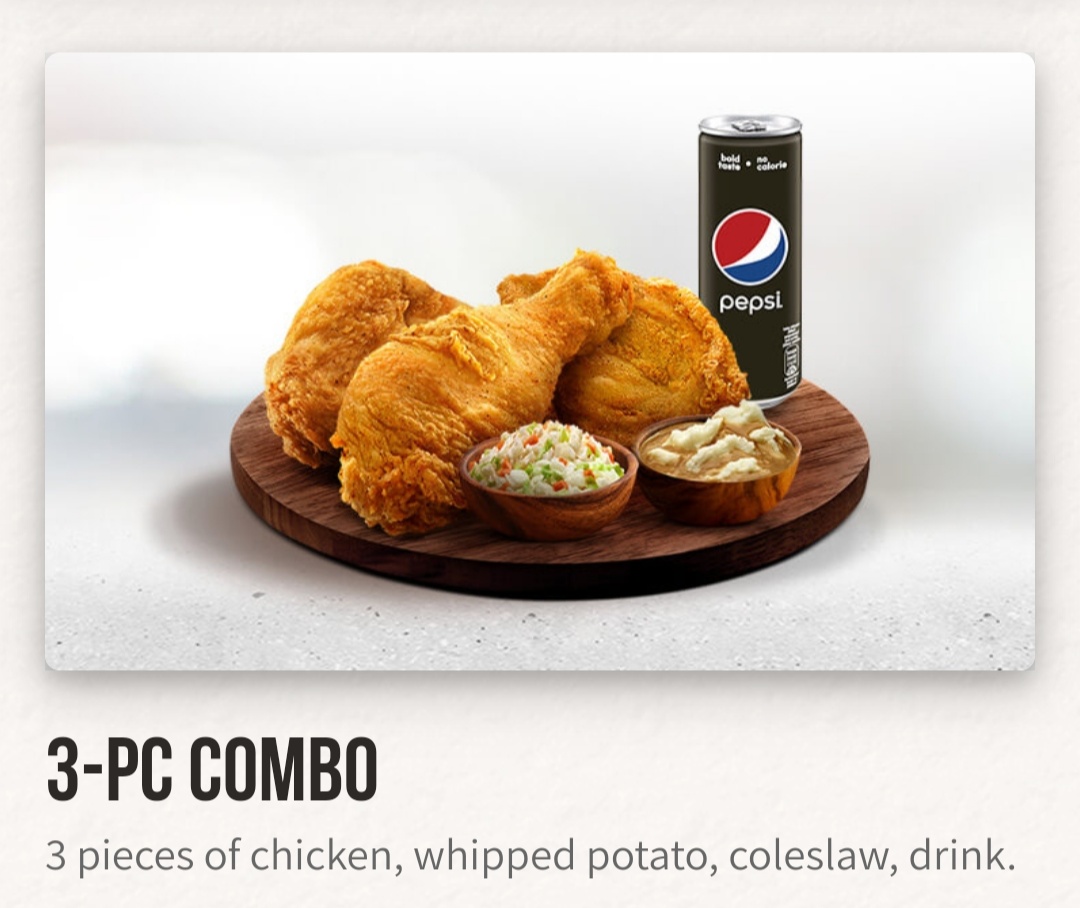 bold taste • no calorie
pepsi
3-PC COMBO
3 pieces of chicken, whipped potato, coleslaw, drink.